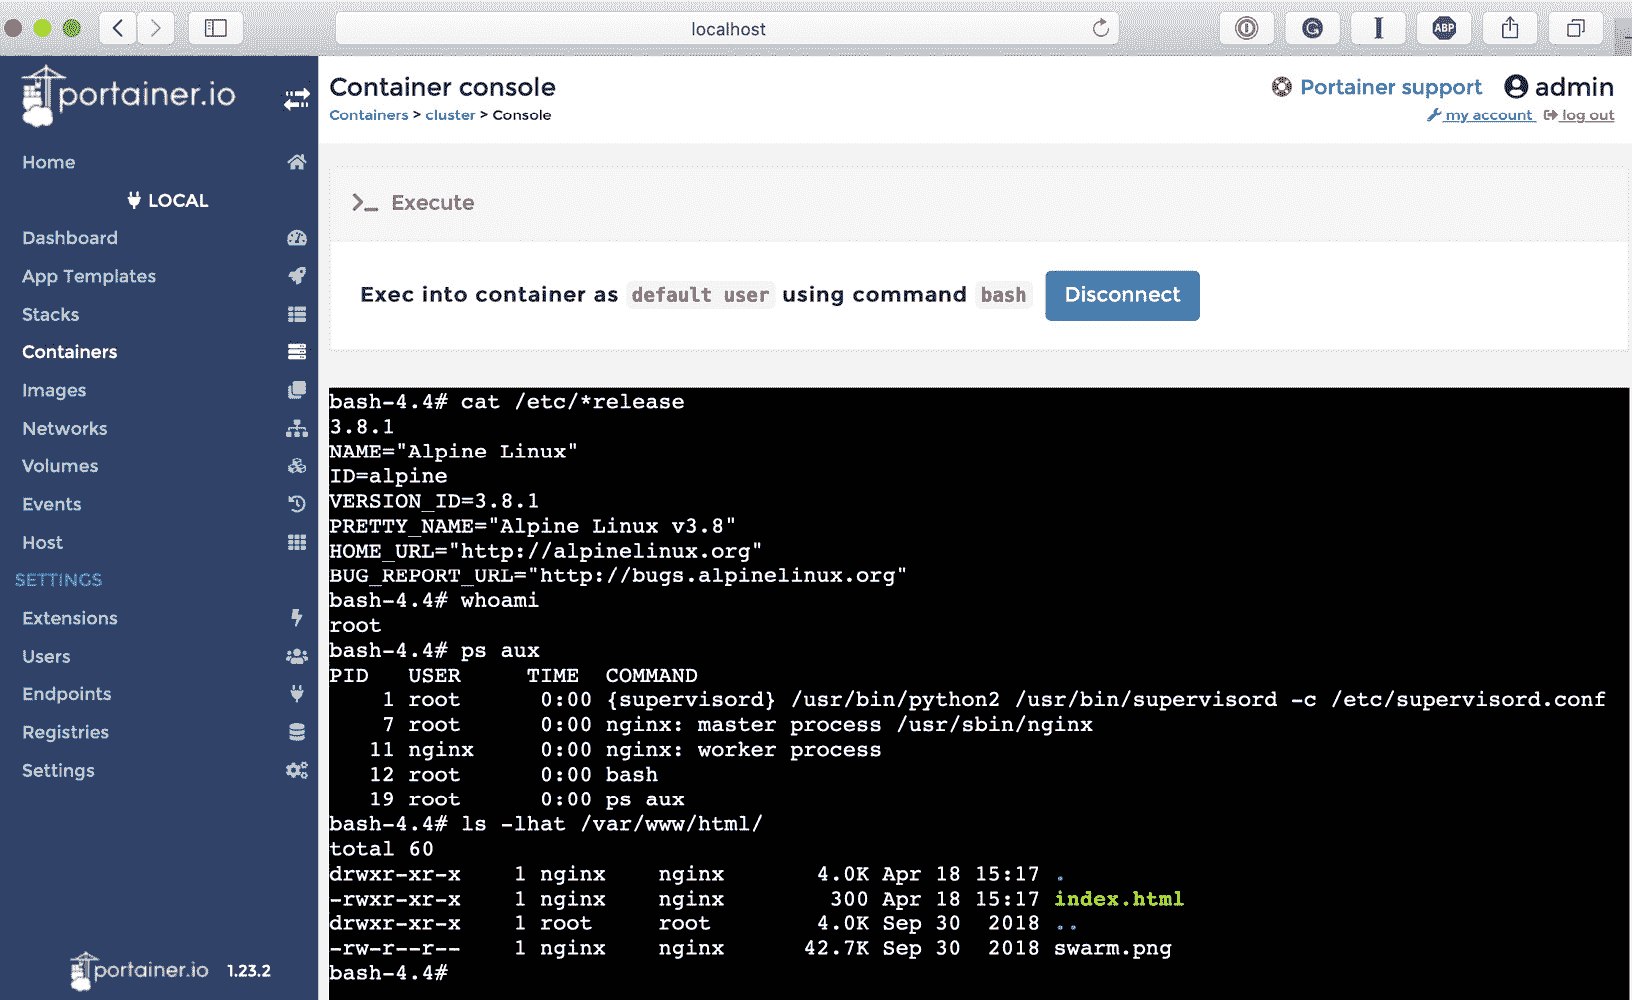 localhost
ABP
portainer.io
Container console
Portainer support
admin
Containers > cluster > Console
my account
log out
Home
LOCAL
Dashboard
App Templates
Stacks
Containers
Images
Networks
Volumes
Events
Host
SETTINGS
Extensions
Users
Endpoints
Registries
Settings
portainer.io 1.23.2
>_ Execute
Exec into container as default user using command bash Disconnect
bash-4.4# cat /etc/*release
3.8.1
NAME="Alpine Linux"
ID=alpine
VERSION_ID=3.8.1
PRETTY_NAME="Alpine Linux v3.8"
HOME_URL="http://alpinelinux.org"
BUG_REPORT_URL="http://bugs.alpinelinux.org"
bash-4.4# whoami
root
bash-4.4# ps aux
PID   USER     TIME  COMMAND
    1 root      0:00 {supervisord} /usr/bin/python2 /usr/bin/supervisord -c /etc/supervisord.conf
    7 root      0:00 nginx: master process /usr/sbin/nginx
   11 nginx     0:00 nginx: worker process
   12 root      0:00 bash
   19 root      0:00 ps aux
bash-4.4# ls -lhat /var/www/html/
total 60
drwxr-xr-x    1 nginx    nginx       4.0K Apr 18 15:17 .
-rwxr-xr-x    1 nginx    nginx        300 Apr 18 15:17 index.html
drwxr-xr-x    1 root     root        4.0K Sep 30  2018 ..
-rw-r--r--    1 nginx    nginx      42.7K Sep 30  2018 swarm.png
bash-4.4#